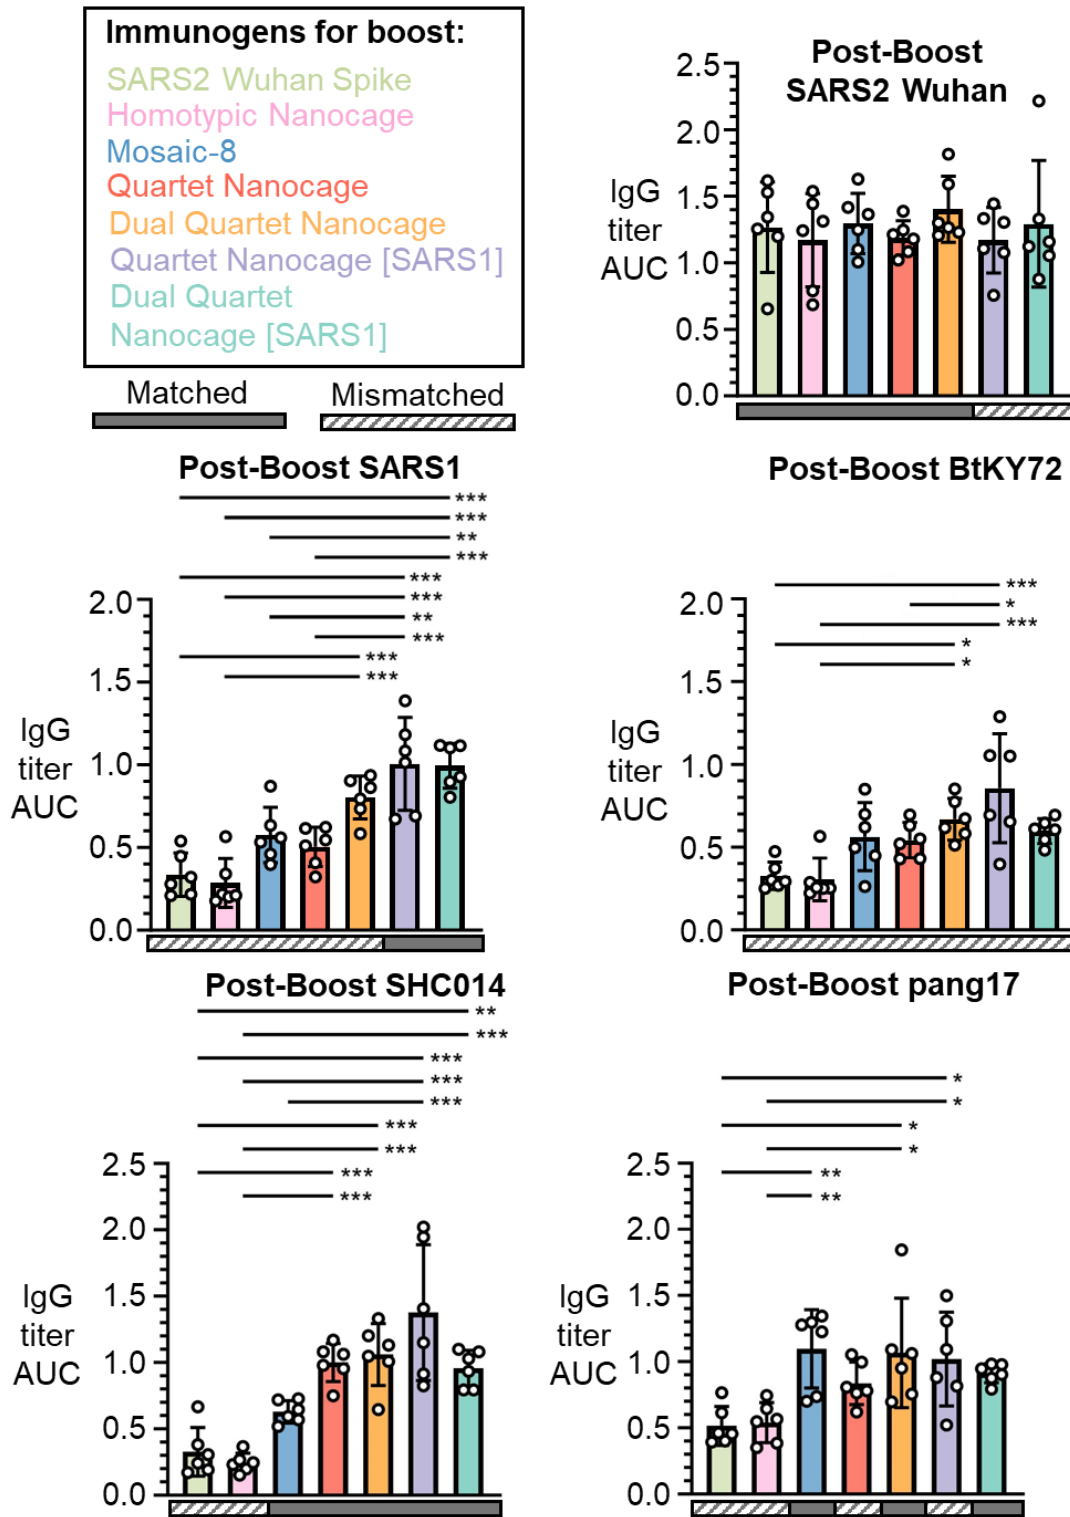 Immunogens for boost:
SARS2 Wuhan Spike
Homotypic Nanocage
Mosaic-8
Quartet Nanocage
Dual Quartet Nanocage
Quartet Nanocage [SARS1]
Dual Quartet
Nanocage [SARS1]
Matched
Mismatched
Post-Boost
SARS2 Wuhan
IgG
titer
AUC
2.5
2.0
1.5
1.0
0.5
0.0
Post-Boost SARS1
***
***
**
***
***
***
**
***
***
***
IgG
titer
AUC
2.0
1.5
1.0
0.5
0.0
Post-Boost BtKY72
***
*
***
*
*
IgG
titer
AUC
2.0
1.5
1.0
0.5
0.0
Post-Boost SHC014
**
***
***
***
***
***
***
***
***
IgG
titer
AUC
2.5
2.0
1.5
1.0
0.5
0.0
Post-Boost pang17
*
*
*
*
**
**
IgG
titer
AUC
2.5
2.0
1.5
1.0
0.5
0.0